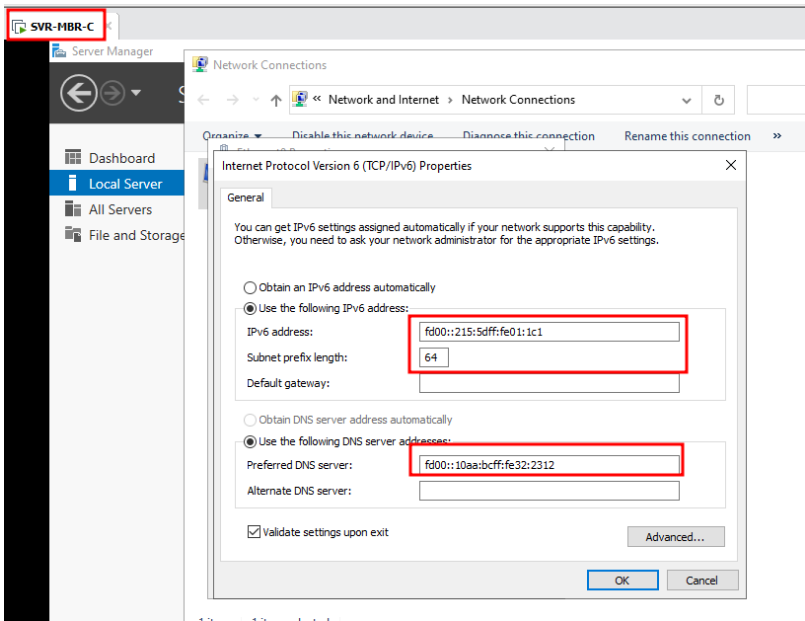 SVR-MBR-C
Server Manager
Network Connections
« Network and Internet › Network Connections
Organize Disable this network device Diagnose this connection Rename this connection »
Internet Protocol Version 6 (TCP/IPv6) Properties
General
Dashboard
Local Server
All Servers
File and Storage
You can get IPv6 settings assigned automatically if your network supports this capability.
Otherwise, you need to ask your network administrator for the appropriate IPv6 settings.
Obtain an IPv6 address automatically
Use the following IPv6 address:
IPv6 address: fd00::215:5dff:fe01:1c1
Subnet prefix length: 64
Default gateway:
Obtain DNS server address automatically
Use the following DNS server addresses:
Preferred DNS server: fd00::10aa:bcff:fe32:2312
Alternate DNS server:
Validate settings upon exit
Advanced...
OK Cancel